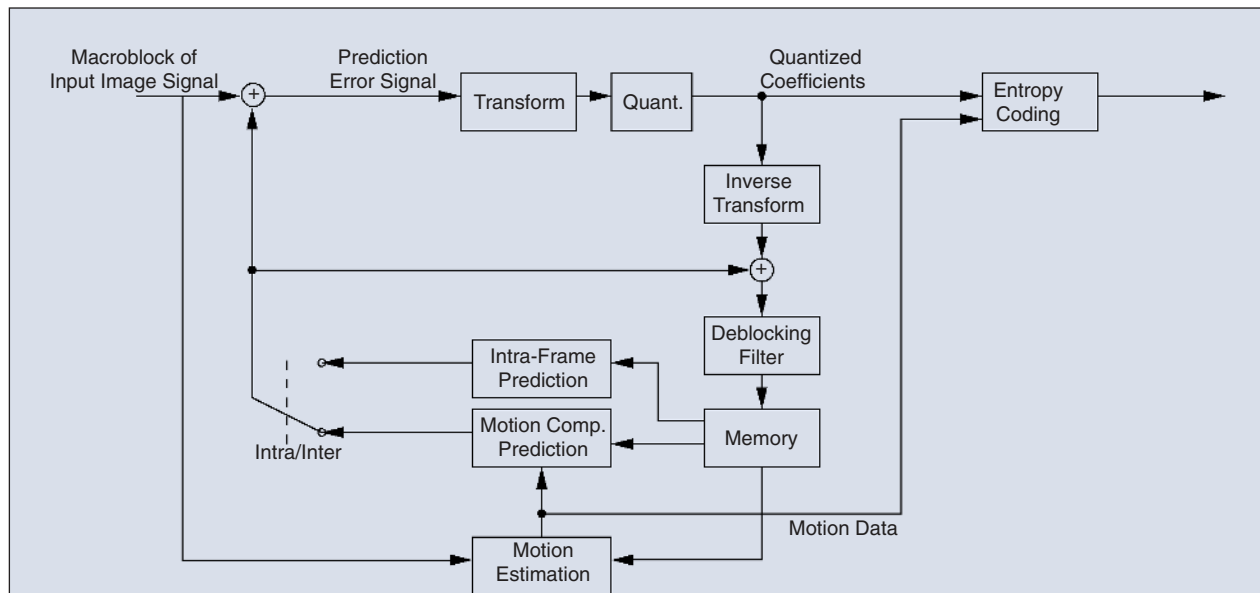 Macroblock of
Input Image Signal
+
Prediction
Error Signal
Transform
Quant.
Quantized
Coefficients
Entropy
Coding
Inverse
Transform
+
Deblocking
Filter
Intra-Frame
Prediction
Motion Comp.
Prediction
Memory
Intra/Inter
Motion Data
Motion
Estimation